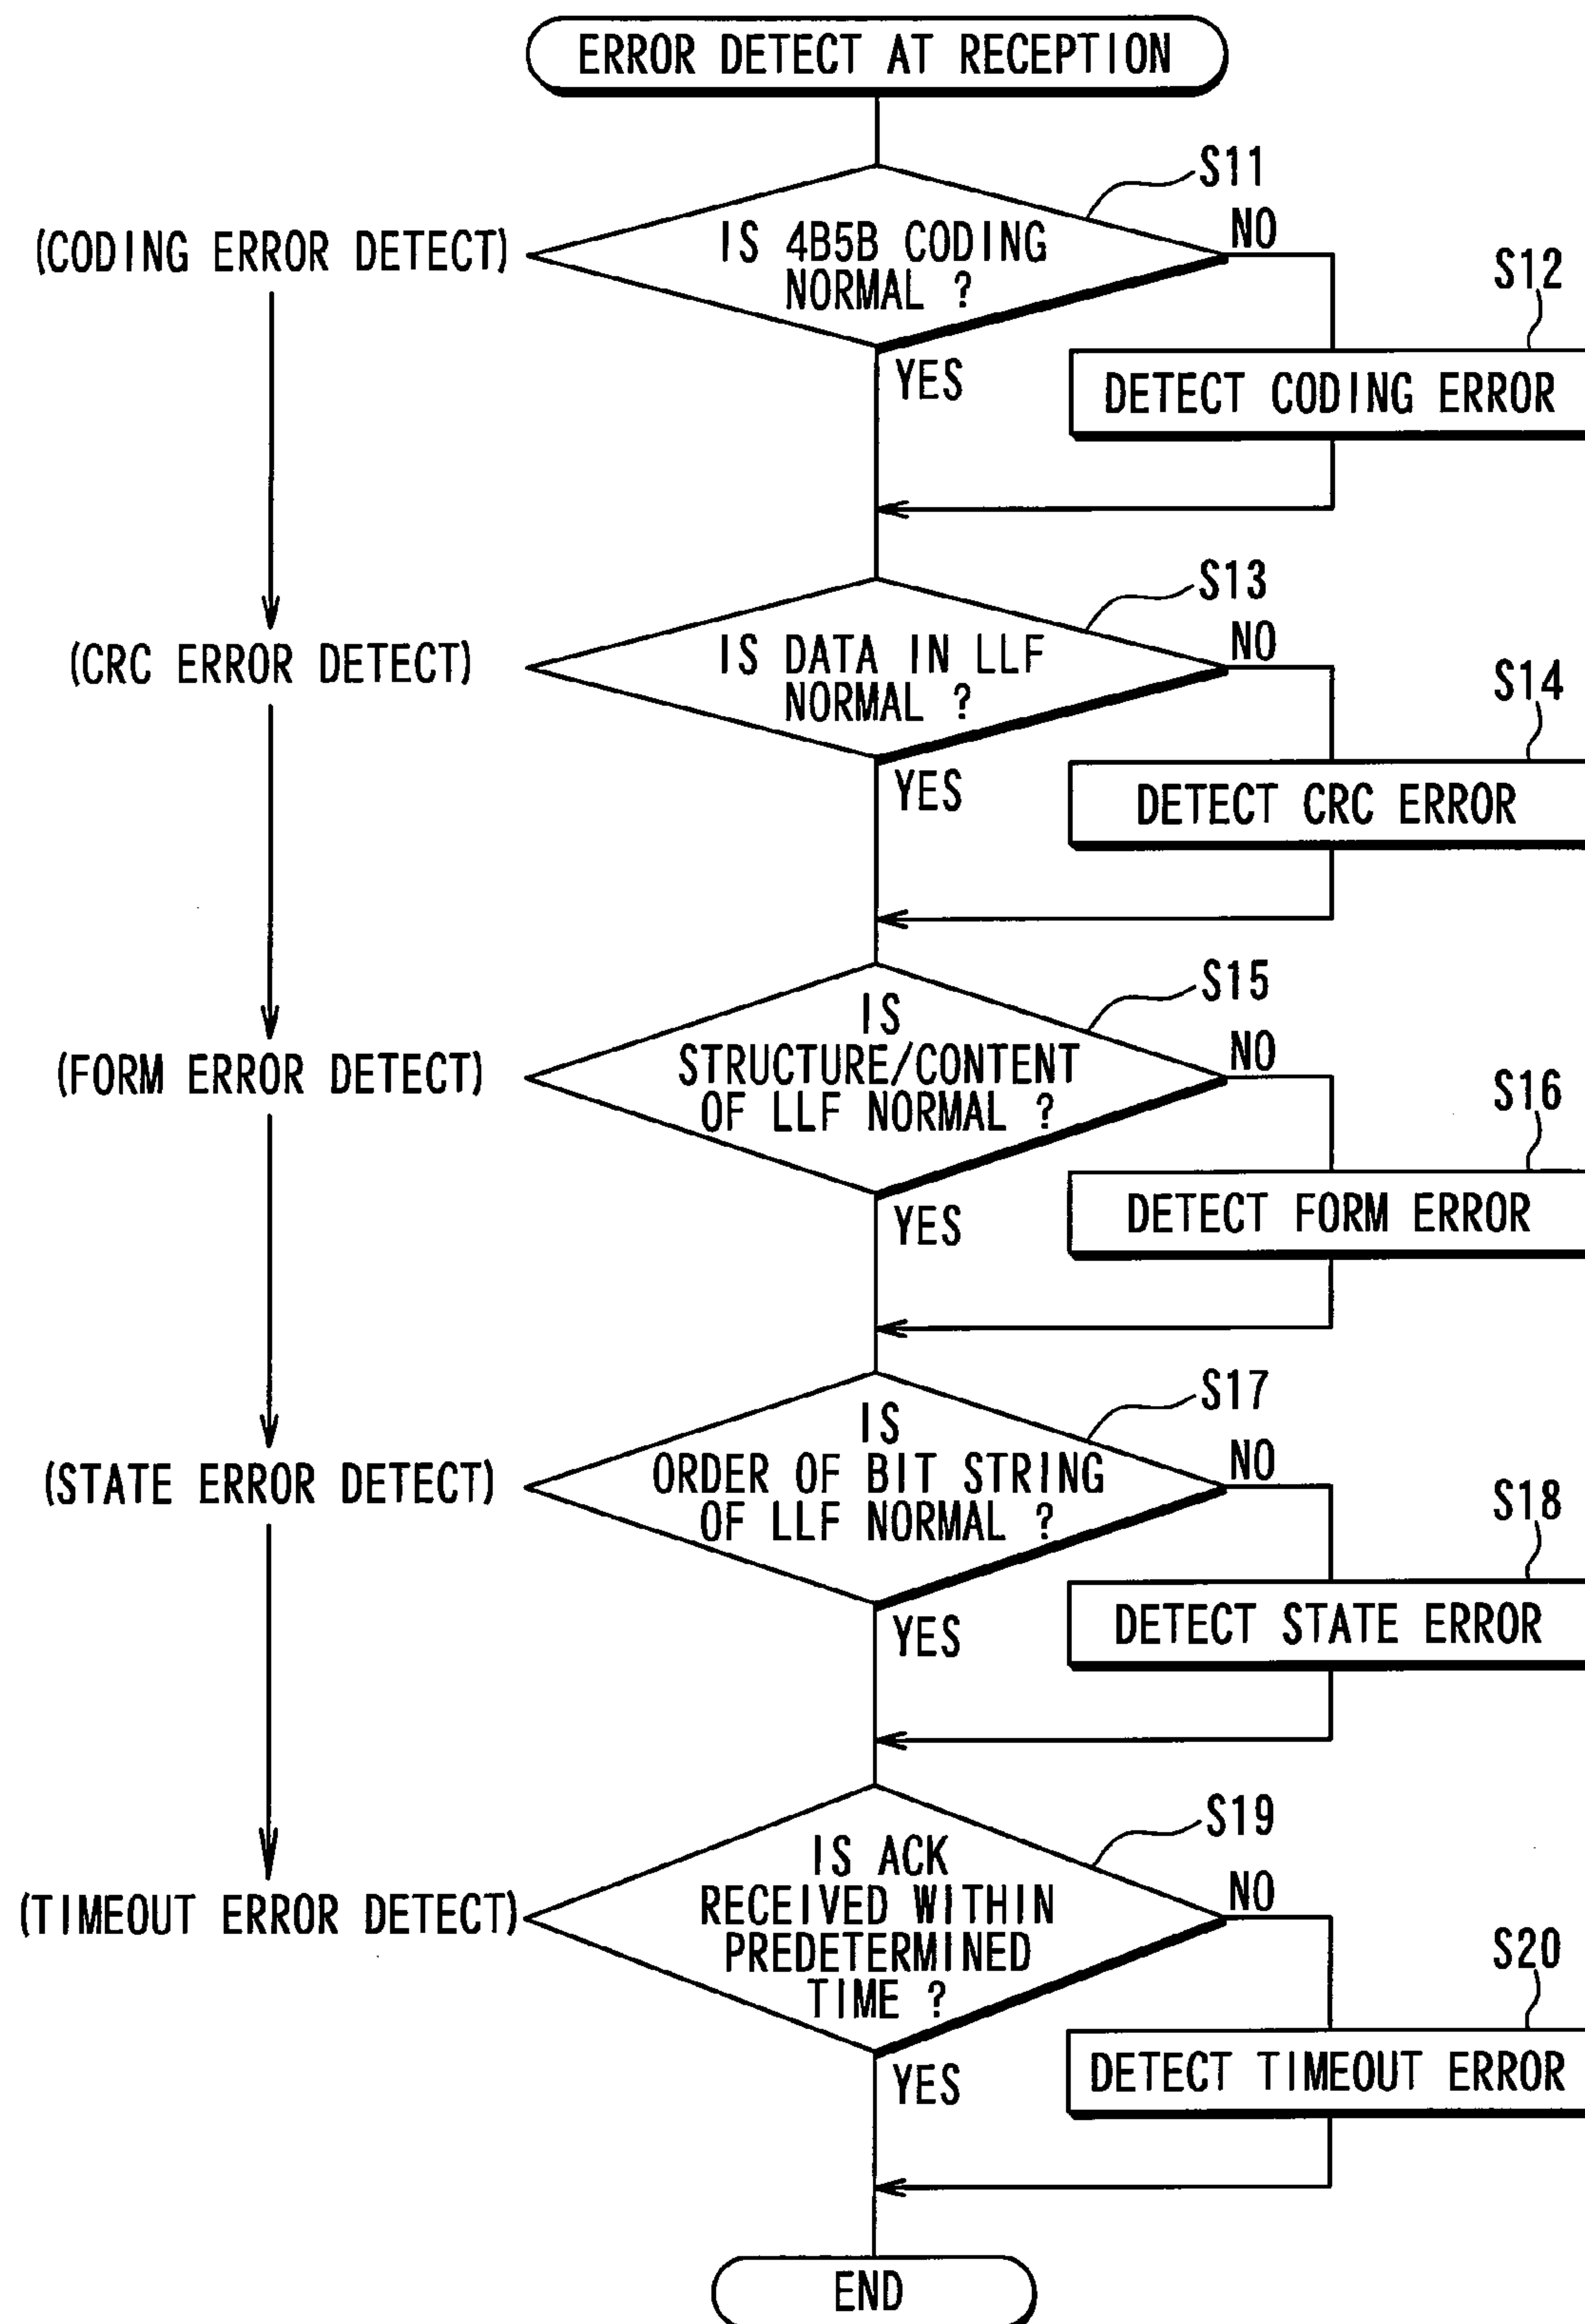 ERROR DETECT AT RECEPTION
S11
(CODING ERROR DETECT)
IS 4B5B CODING
NORMAL ?
NO
YES
S12
DETECT CODING ERROR
S13
(CRC ERROR DETECT)
IS DATA IN LLF
NORMAL ?
NO
YES
S14
DETECT CRC ERROR
S15
(FORM ERROR DETECT)
IS
STRUCTURE/CONTENT
OF LLF NORMAL ?
NO
YES
S16
DETECT FORM ERROR
S17
(STATE ERROR DETECT)
IS
ORDER OF BIT STRING
OF LLF NORMAL ?
NO
YES
S18
DETECT STATE ERROR
S19
(TIMEOUT ERROR DETECT)
IS ACK
RECEIVED WITHIN
PREDETERMINED
TIME ?
NO
YES
S20
DETECT TIMEOUT ERROR
END